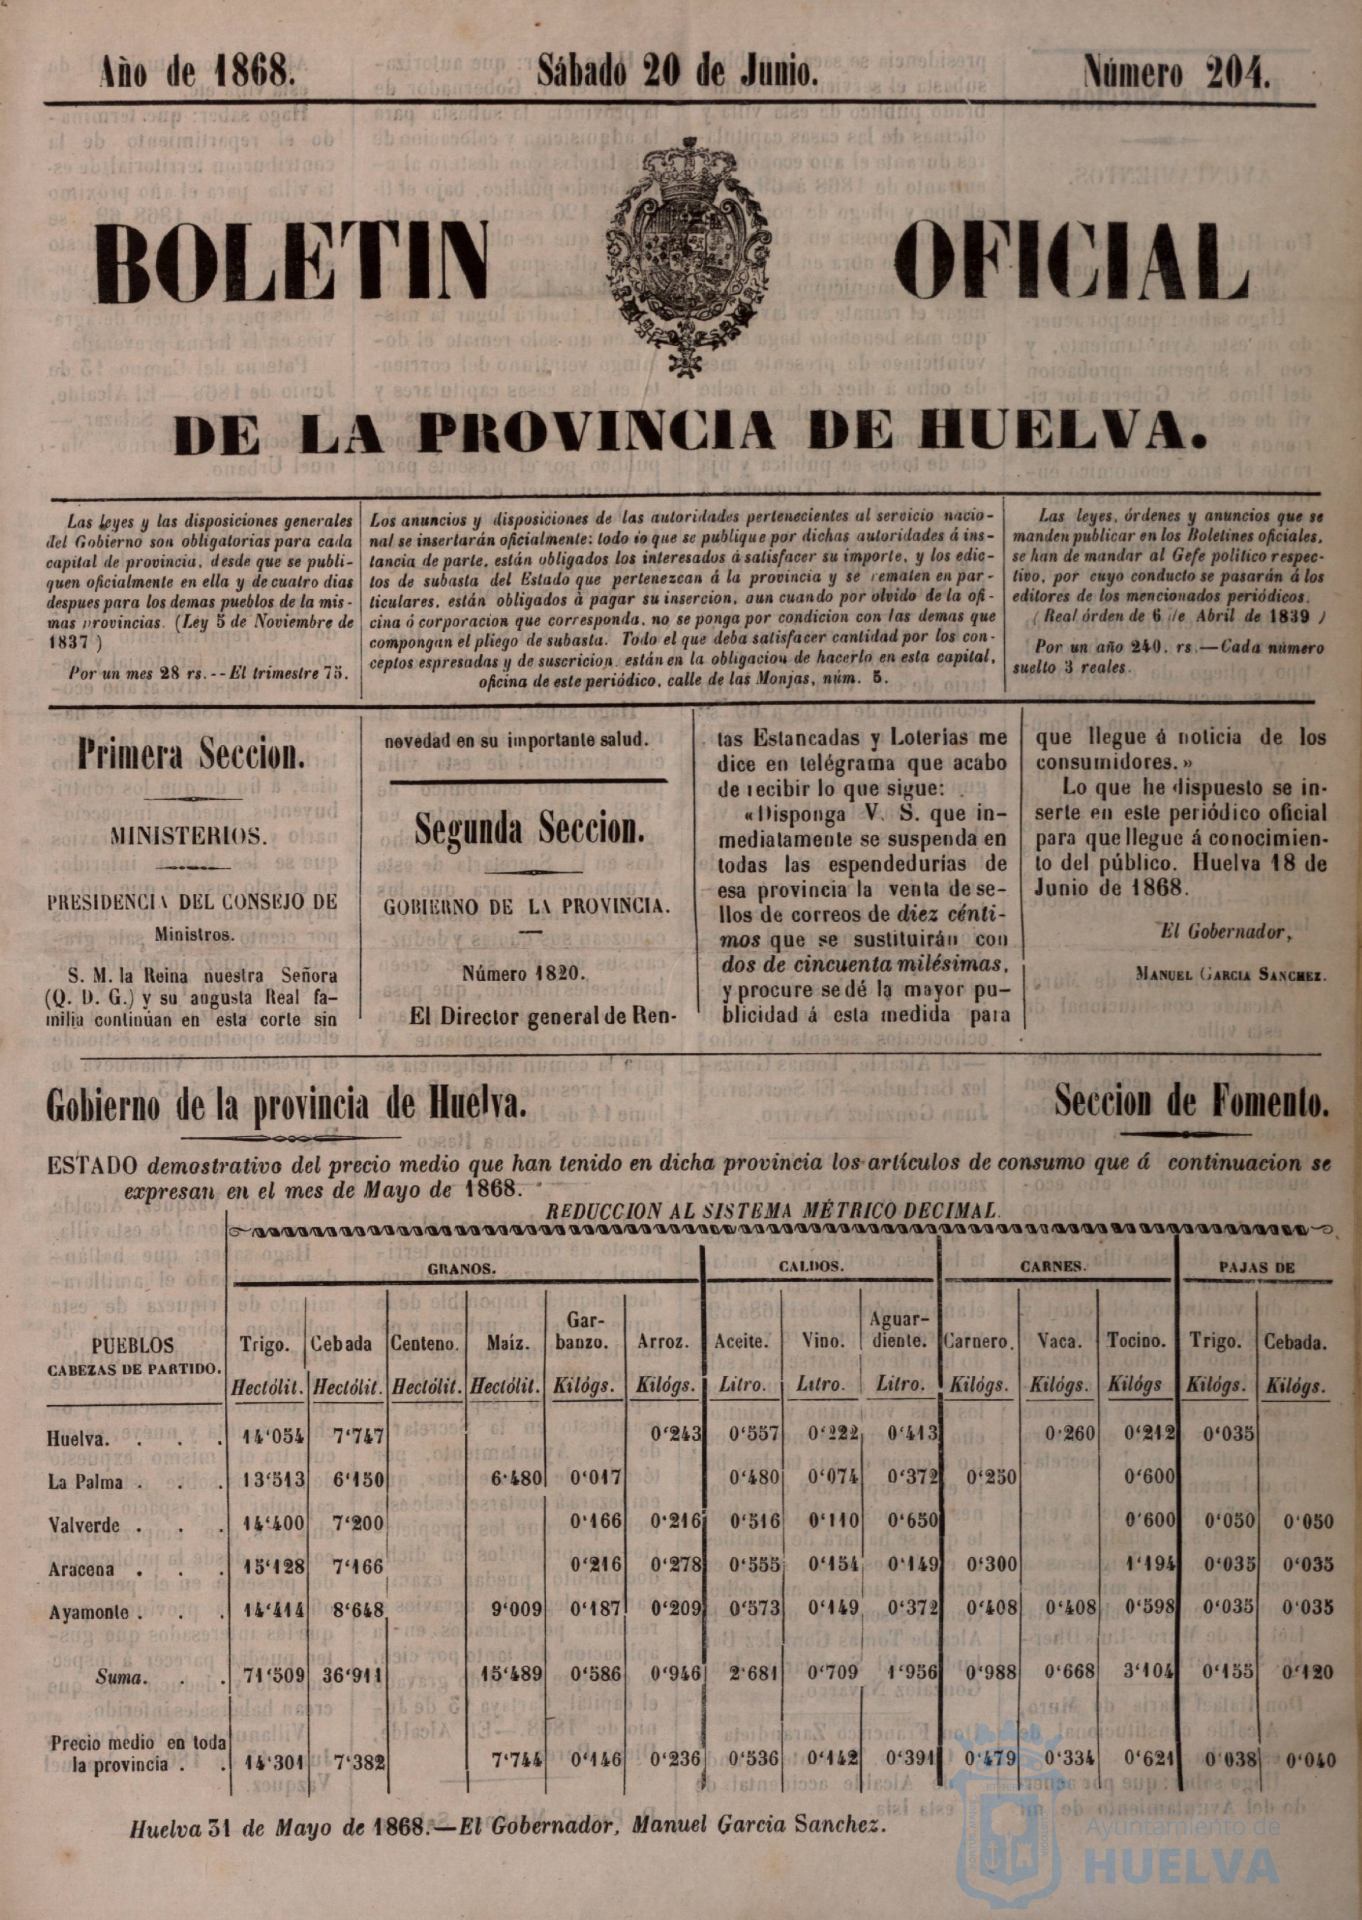 Año de 1868.
Sábado 20 de Junio.
Número 204.
BOLETIN OFICIAL
DE LA PROVINCIA DE HUELVA.
Las leyes y las disposiciones generales
del Gobierno son obligatorias para cada
capital de provincia, desde que se publi-
quen oficialmente en ella y de cuatro dias
despues para los demas pueblos de la mis-
mas provincias. (Ley 5 de Noviembre de
1837)
Por un mes 28 rs.--El trimestre 75.
Los anuncios y disposiciones de las autoridades pertenecientes al servicio nacio-
nal se insertarán oficialmente: todo lo que se publique por dichas autoridades á ins-
tancia de parte, están obligados los interesados á satisfacer su importe, y los edic-
tos de subasta del Estado que pertenezcan á la provincia y se rematen en par-
ticulares, están obligados à pagar su insercion, aun cuando por olvido de la ofi-
cina ó corporacion que corresponda, no se ponga por condicion con las demas que
compongan el pliego de subasta. Todo el que deba satisfacer cantidad por los con-
ceptos espresados y de suscricion, están en la obligacion de hacerlo en esta capital,
oficina de este periódico, calle de las Monjas, núm. 5.
Las leyes, órdenes y anuncios que se
manden publicar en los Boletines oficiales,
se han de mandar al Gefe politico respec-
tivo, por cuyo conducto se pasarán á los
editores de los mencionados periódicos.
(Real órden de 6 de Abril de 1839)
Por un año 240. rs.—Cada número
suelto 3 reales.
Primera Seccion.
MINISTERIOS.
PRESIDENCIA DEL CONSEJO DE
Ministros.
S. M. la Reina nuestra Señora
(Q. D. G.) y su augusta Real fa-
milia continúan en esta corte sin
novedad en su importante salud.
Segunda Seccion.
GOBIERNO DE LA PROVINCIA.
Número 1820.
El Director general de Ren-
tas Estancadas y Loterías me
dice en telégrama que acabo
de recibir lo que sigue:
«Disponga V. S. que in-
mediatamente se suspenda en
todas las espendedurías de
esa provincia la venta de se-
llos de correos de diez cénti-
mos que se sustituirán con
dos de cincuenta milésimas,
y procure se dé la mayor pu-
blicidad á esta medida para
que llegue á noticia de los
consumidores.»
Lo que he dispuesto se in-
serte en este periódico oficial
para que llegue á conocimien-
to del público. Huelva 18 de
Junio de 1868.
El Gobernador,
MANUEL GARCIA SANCHEZ.
Gobierno de la provincia de Huelva.
Seccion de Fomento.
ESTADO demostrativo del precio medio que han tenido en dicha provincia los artículos de consumo que á continuacion se
expresan en el mes de Mayo de 1868.
REDUCCION AL SISTEMA MÉTRICO DECIMAL.
GRANOS. CALDOS. CARNES. PAJAS DE
PUEBLOS
CABEZAS DE PARTIDO.
Trigo. Cebada Centeno. Maíz. Gar-banzo. Arroz. Aceite. Vino. Aguar-diente. Carnero. Vaca. Tocino. Trigo. Cebada.
Hectólit. Hectólit. Hectólit. Hectólit. Kilógs. Kilógs. Litro. Litro. Litro. Kilógs. Kilógs. Kilógs Kilógs. Kilógs.
Huelva. . . . 14‘054 7‘747 0‘243 0‘557 0‘222 0‘413 0‘260 0‘212 0‘035
La Palma . . . 13‘513 6‘150 6‘480 0‘017 0‘480 0‘074 0‘372 0‘250 0‘600
Valverde . . . 14‘400 7‘200 0‘166 0‘216 0‘516 0‘110 0‘650 0‘600 0‘050 0‘050
Aracena . . . 15‘128 7‘166 0‘216 0‘278 0‘555 0‘154 0‘149 0‘300 1‘194 0‘035 0‘035
Ayamonte . . . 14‘414 8‘648 9‘009 0‘187 0‘209 0‘573 0‘149 0‘372 0‘408 0‘408 0‘598 0‘035 0‘035
Suma. . . 71‘509 36‘911 15‘489 0‘586 0‘946 2‘681 0‘709 1‘956 0‘988 0‘668 3‘104 0‘155 0‘120
Precio medio en toda
la provincia . . 14‘301 7‘382 7‘744 0‘146 0‘236 0‘536 0‘142 0‘391 0‘479 0‘334 0‘621 0‘038 0‘040
Huelva 31 de Mayo de 1868.—El Gobernador, Manuel Garcia Sanchez.
Ayuntamiento de
HUELVA